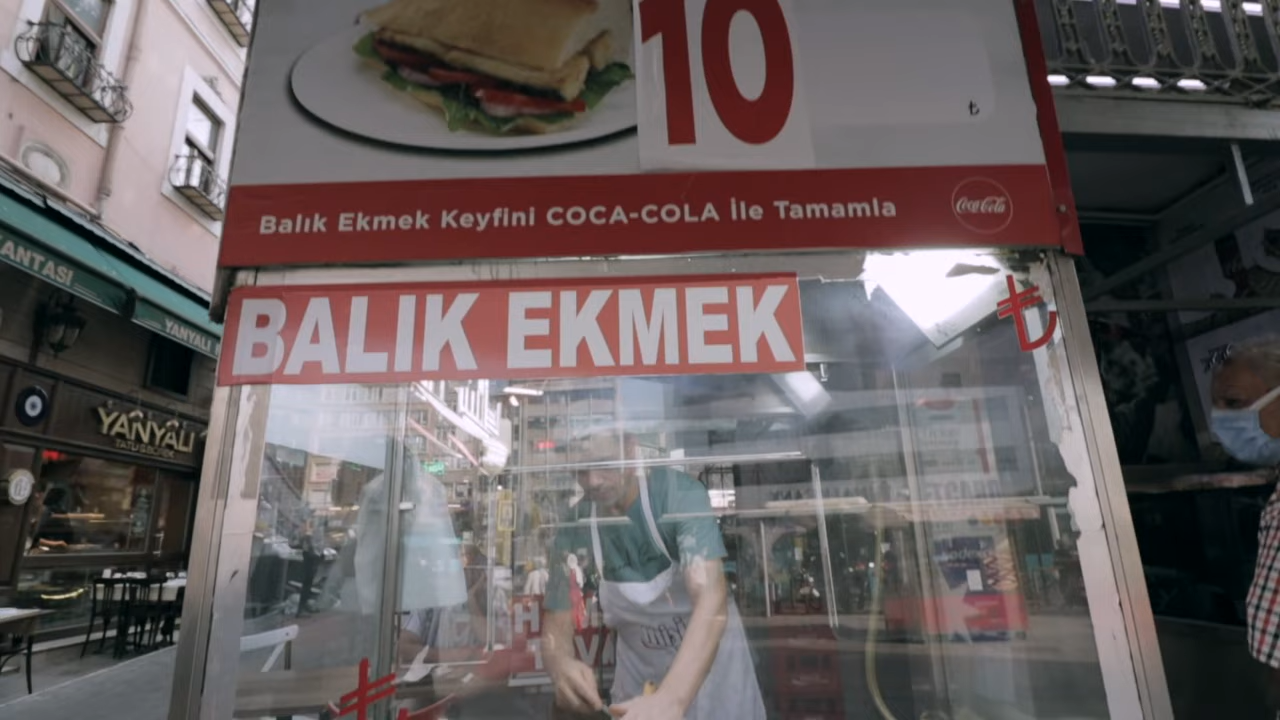 10
₺
Balık Ekmek Keyfini COCA-COLA İle Tamamla
Coca-Cola
BALIK EKMEK
₺
ANTASI
YANYALI
YANYALI
₺